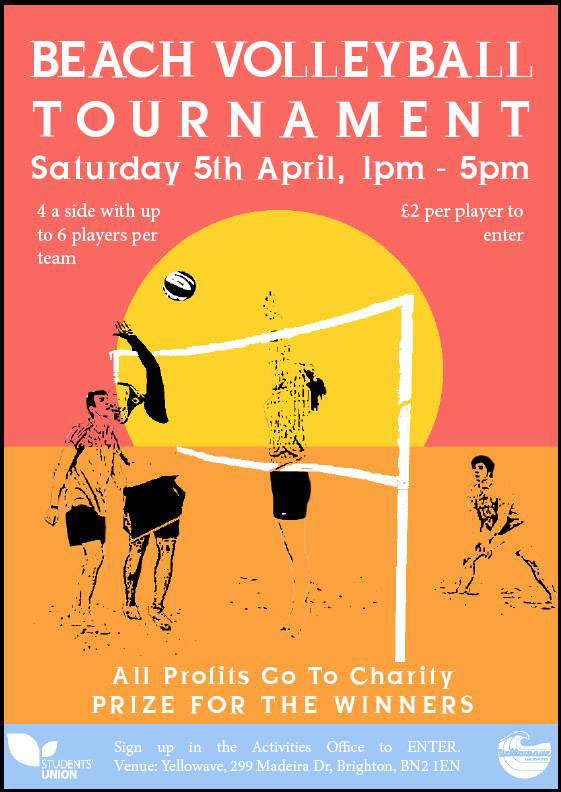 BEACH VOLLEYBALL
TOURNAMENT
Saturday 5th April, 1pm - 5pm
4 a side with up
to 6 players per
team
£2 per player to
enter
All Profits Go To Charity
PRIZE FOR THE WINNERS
Sign up in the Activities Office to ENTER.
Venue: Yellowave, 299 Madeira Dr, Brighton, BN2 1EN
STUDENTS'
UNION